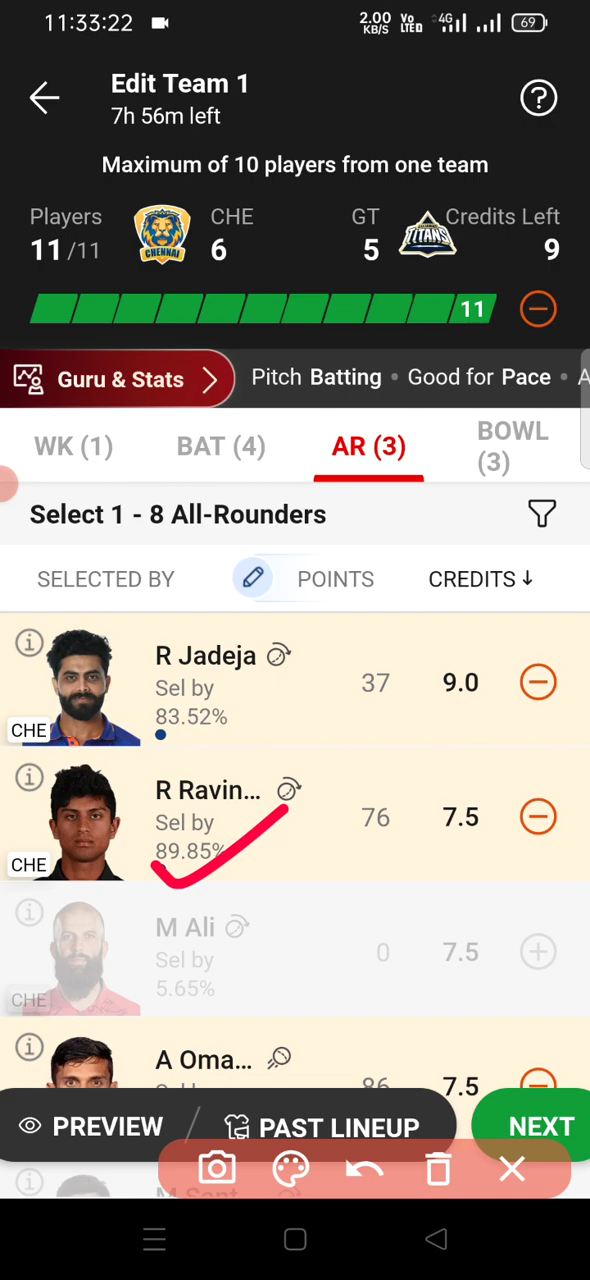 11:33:22 2.00 KB/S Vo LTED 4G 69
Edit Team 1
7h 56m left
Maximum of 10 players from one team
Players CHE GT Credits Left
11/11 CHENNAI 6 5 TITANS 9
11
Guru & Stats Pitch Batting • Good for Pace • A
WK (1) BAT (4) AR (3) BOWL (3)
Select 1 - 8 All-Rounders
SELECTED BY POINTS CREDITS ↓
R Jadeja
Sel by 37 9.0
83.52%
CHE
R Ravin...
Sel by 76 7.5
89.85%
CHE
M Ali
Sel by 0 7.5
5.65%
CHE
A Oma...
86 7.5
PREVIEW PAST LINEUP NEXT